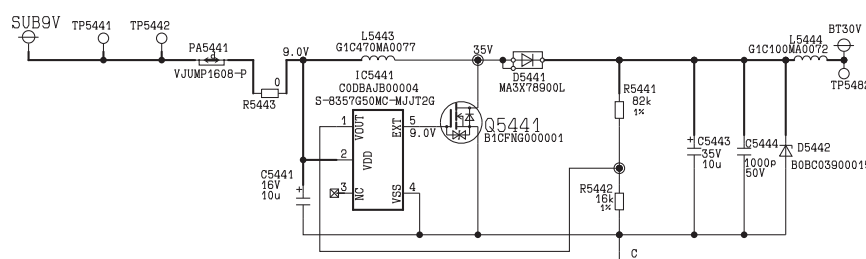 SUB9V
TP5441
TP5442
PA5441
VJUMP1608-P
0
R5443
9.0V
L5443
G1C470MA0077
IC5441
C0DBAJB00004
S-8357G50MC-MJJT2G
1
VOUT
2
VDD
3
NC
EXT
5
9.0V
VSS
4
C5441
16V
10u
+
35V
Q5441
B1CFNG000001
D5441
MA3X78900L
R5441
82k
1%
R5442
16k
1%
C
+
C5443
35V
10u
C5444
1000p
50V
D5442
B0BC03900015
L5444
G1C100MA0072
BT30V
TP5482